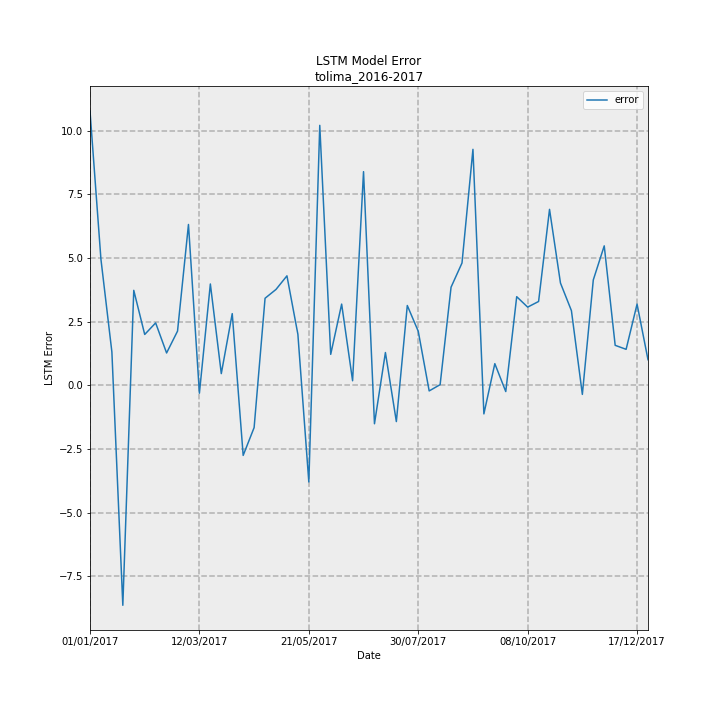 LSTM Model Error
tolima_2016-2017
error
10.0
7.5
5.0
2.5
0.0
−2.5
−5.0
−7.5
LSTM Error
01/01/2017 12/03/2017 21/05/2017 30/07/2017 08/10/2017 17/12/2017
Date